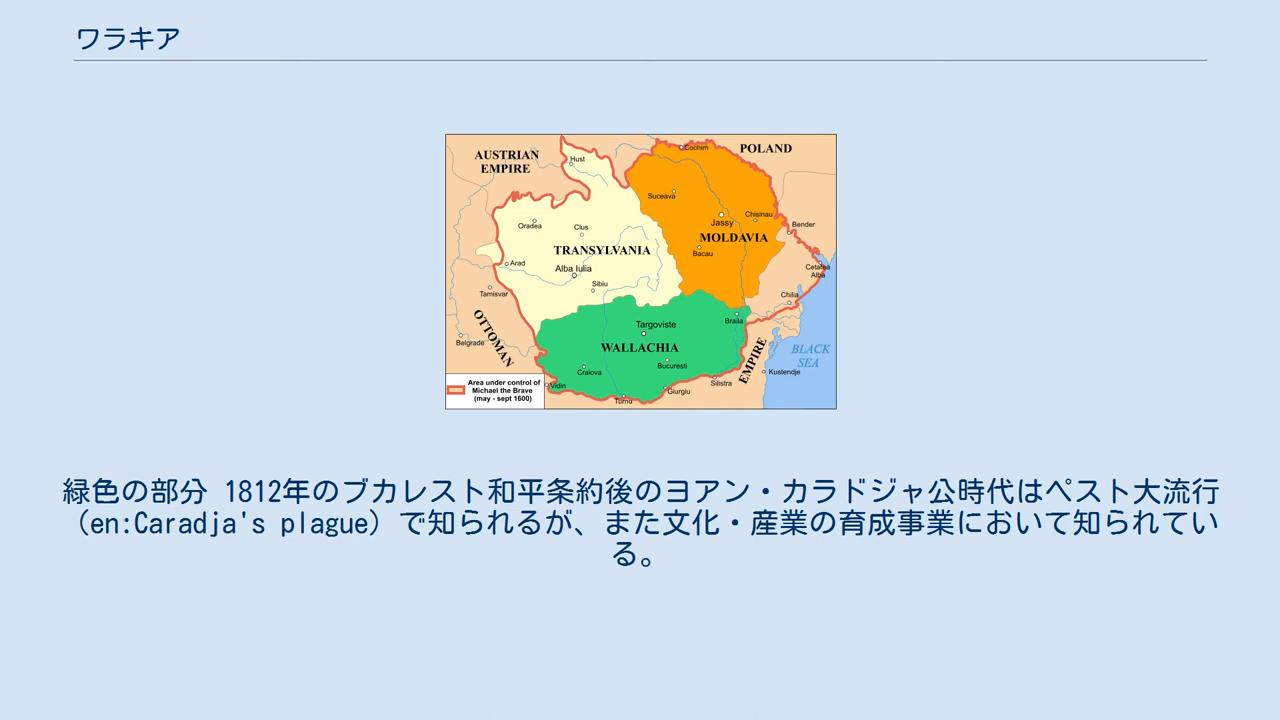 ワラキア
AUSTRIAN
EMPIRE
POLAND
Hust
Cochim
Suceava
Oradea
Clus
Jassy
Chisinau
Bender
TRANSYLVANIA
MOLDAVIA
Bacau
Arad
Alba Iulia
Cetatea
Alba
Sibiu
Tamisvar
Chilia
OTTOMAN
Targoviste
Braila
Belgrade
WALLACHIA
EMPIRE
BLACK
SEA
Craiova
Bucuresti
Kustendje
Silistra
Vidin
Giurgiu
Turnu
Area under control of
Michael the Brave
(may - sept 1600)
緑色の部分 1812年のブカレスト和平条約後のヨアン・カラドジャ公時代はペスト大流行
（en:Caradja's plague）で知られるが、また文化・産業の育成事業において知られてい
る。